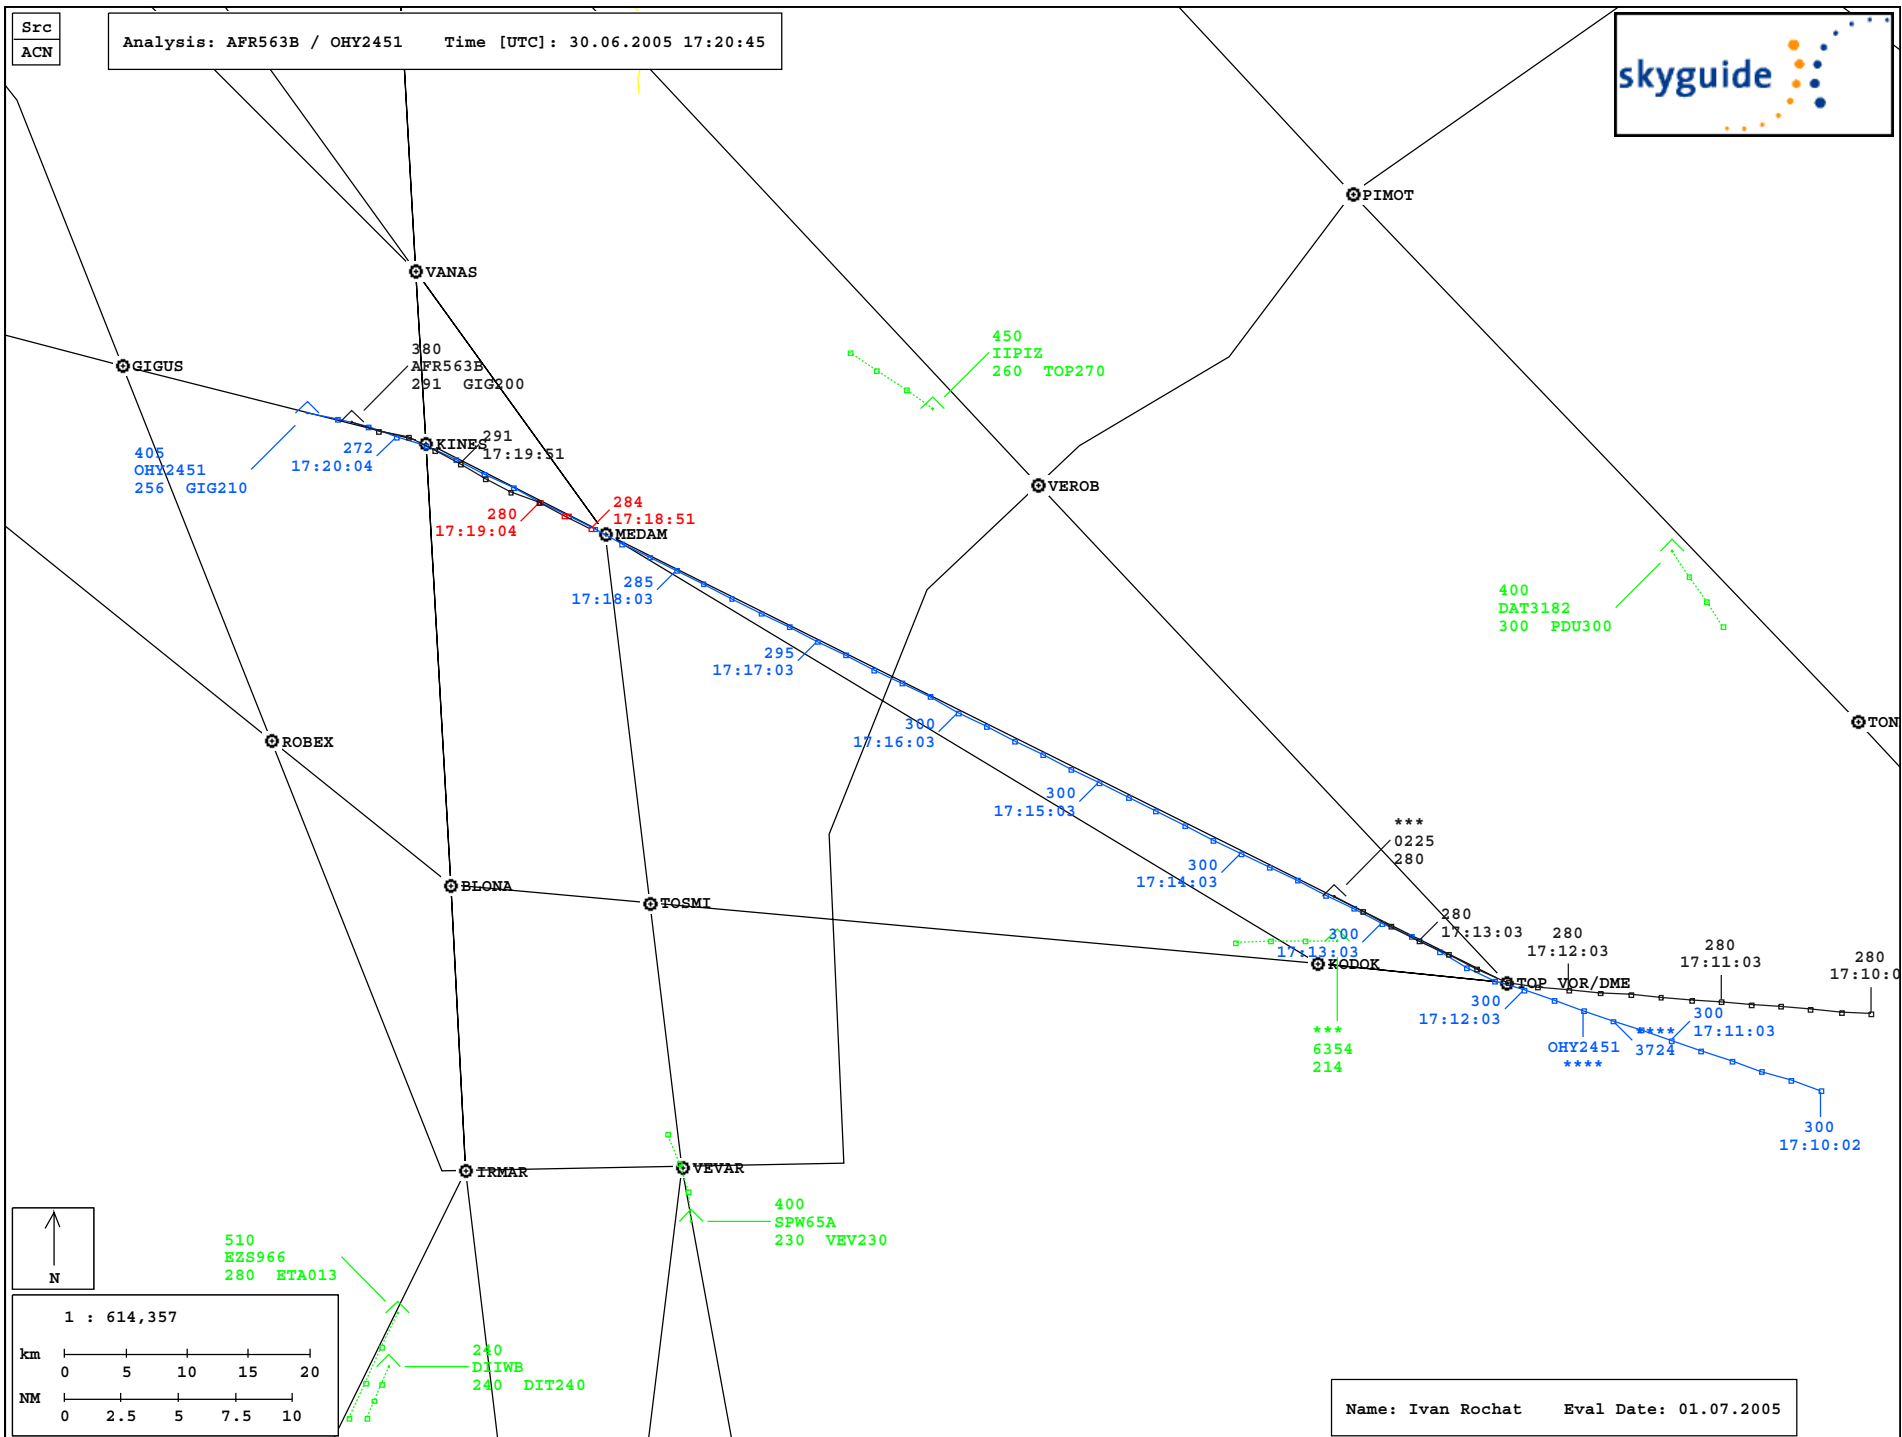 Src
ACN
Analysis: AFR563B / OHY2451    Time [UTC]: 30.06.2005 17:20:45
skyguide
PIMOT
VANAS
450
IIPIZ
260  TOP270
380
AFR563B
291  GIG200
GIGUS
KINES
291
17:19:51
272
17:20:04
405
OHY2451
256  GIG210
VEROB
284
17:18:51
280
17:19:04
MEDAM
285
17:18:03
400
DAT3182
300  PDU300
295
17:17:03
300
17:16:03
TON
ROBEX
300
17:15:03
***
0225
280
300
17:14:03
BLONA
TOSMI
280
17:13:03
300
17:13:03
280
17:12:03
280
17:11:03
280
17:10:0
KODOK
TOP VOR/DME
300
17:12:03
300
17:11:03
****
3724
OHY2451
****
***
6354
214
300
17:10:02
IRMAR
VEVAR
400
SPW65A
230  VEV230
N
510
EZS966
280  ETA013
240
DIIWB
240  DIT240
1 : 614,357
km
0 5 10 15 20
NM
0 2.5 5 7.5 10
Name: Ivan Rochat    Eval Date: 01.07.2005